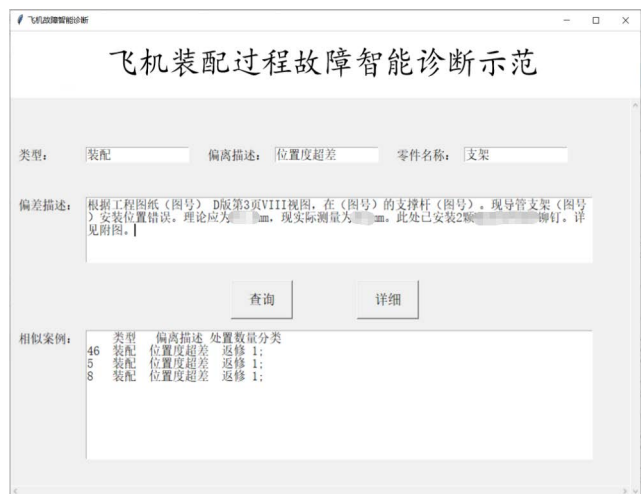 飞机故障智能诊断
飞机装配过程故障智能诊断示范
类型： 装配 偏离描述： 位置度超差 零件名称： 支架
偏差描述： 根据工程图纸（图号） D版第3页VIII视图，在（图号）的支撑杆（图号）。现导管支架（图号
）安装位置错误。理论应为 mm，现实际测量为 mm。此处已安装2颗 铆钉。详
见附图。
查询 详细
相似案例： 类型 偏离描述 处置数量分类
46 装配 位置度超差 返修 1;
5 装配 位置度超差 返修 1;
8 装配 位置度超差 返修 1;